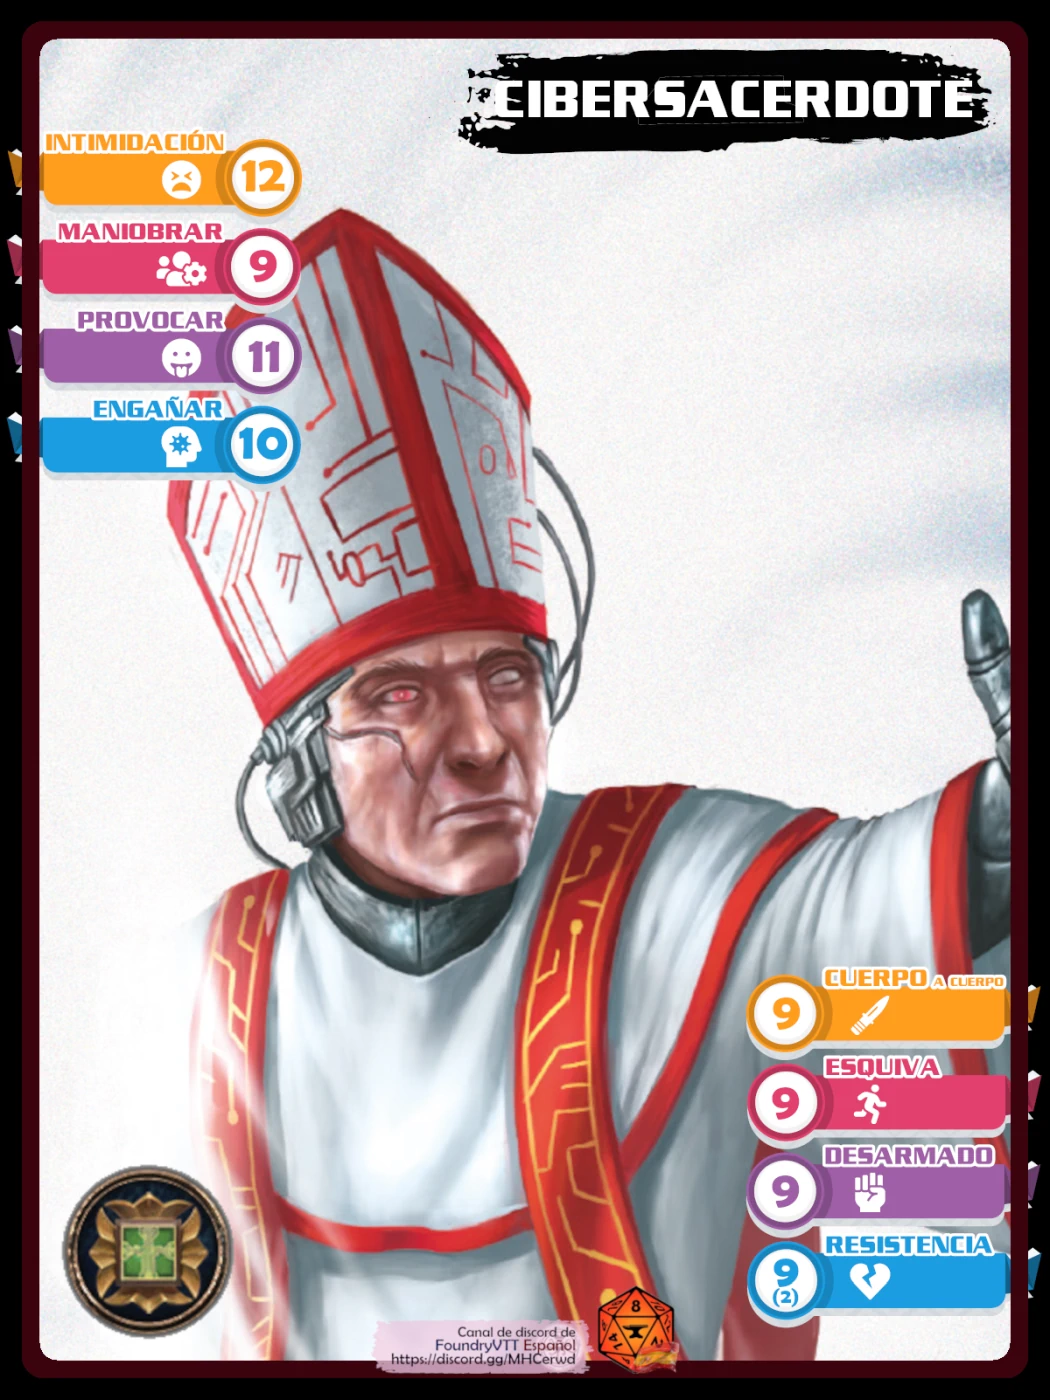 CIBERSACERDOTE
INTIMIDACIÓN
12
MANIOBRAR
9
PROVOCAR
11
ENGAÑAR
10
CUERPO A CUERPO
9
ESQUIVA
9
DESARMADO
9
RESISTENCIA
9
(2)
8
Canal de discord de
FoundryVTT Español
https://discord.gg/MHCerwd